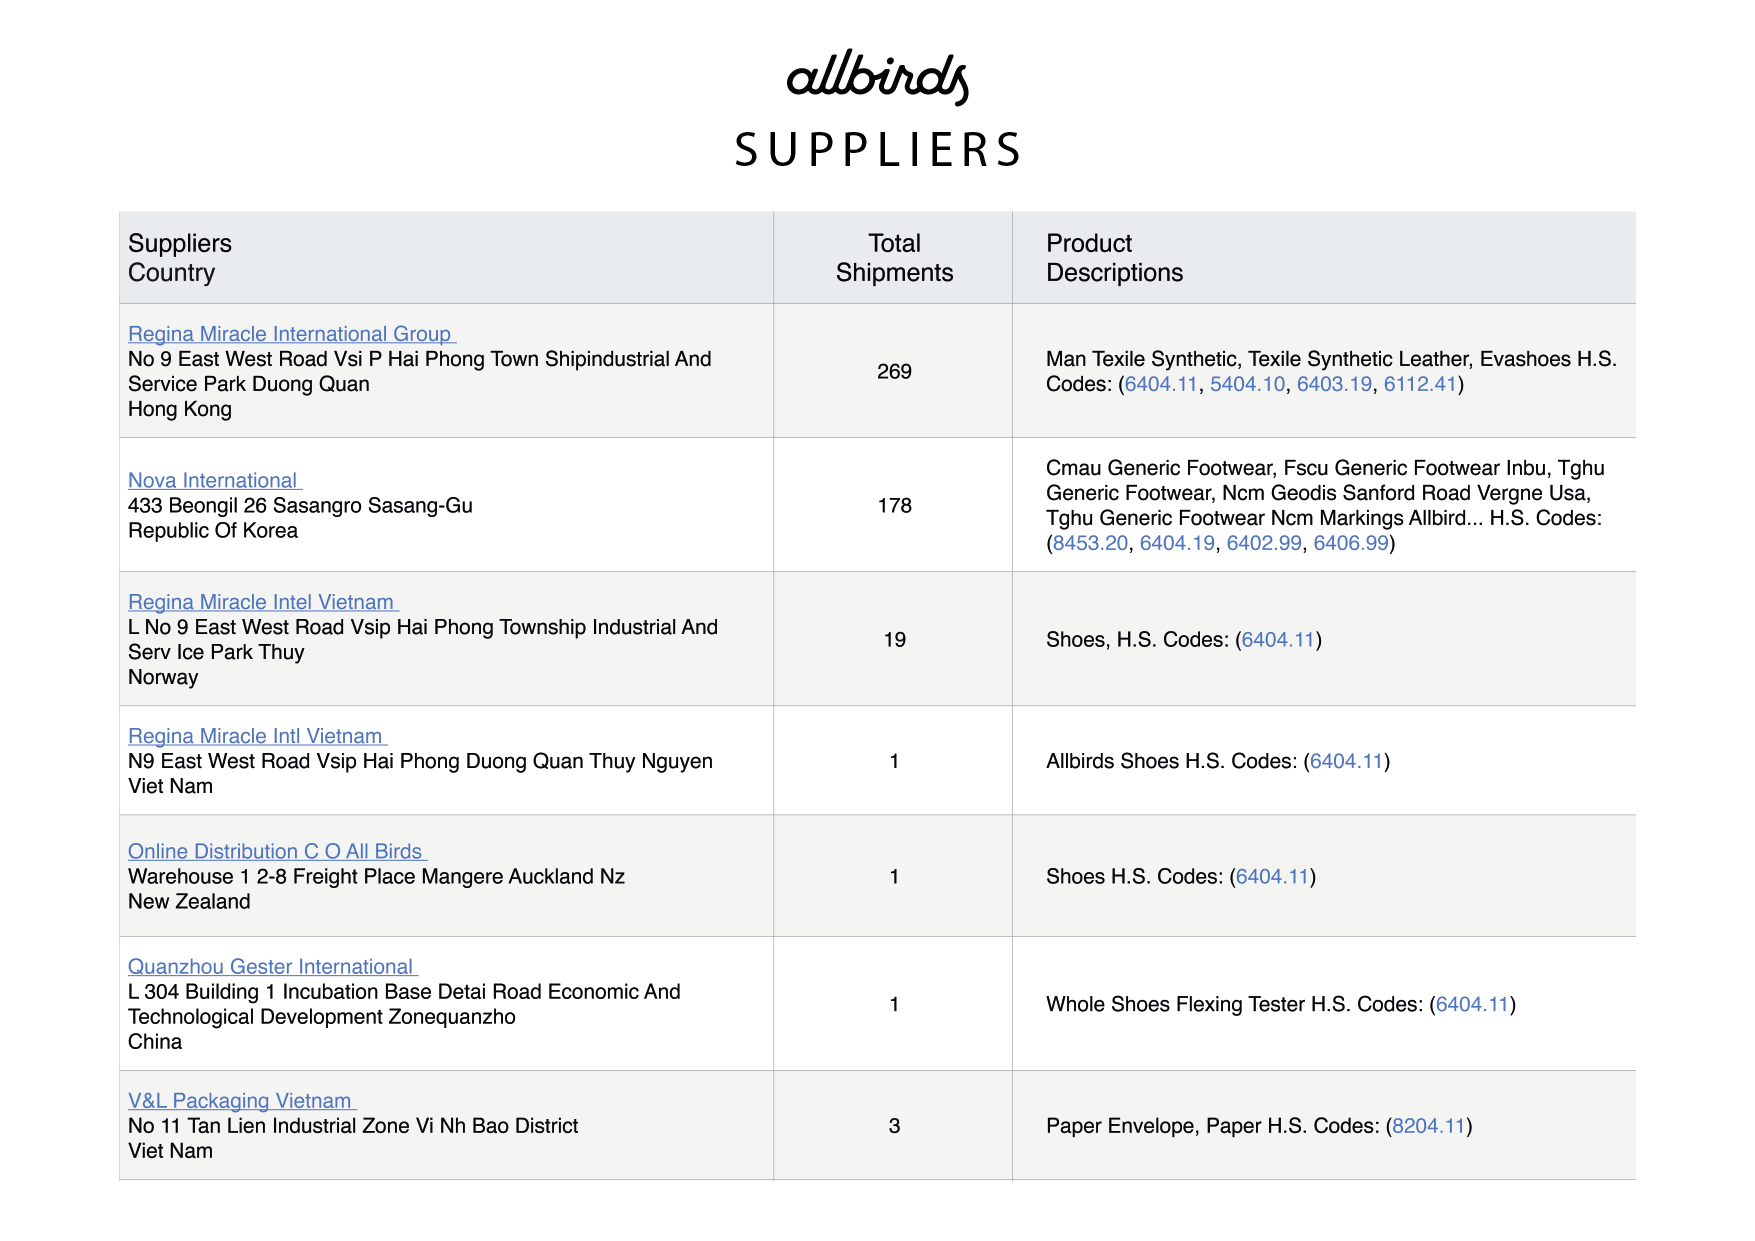 allbirds
SUPPLIERS
Suppliers
Country
Total
Shipments
Product
Descriptions
Regina Miracle International Group
No 9 East West Road Vsi P Hai Phong Town Shipindustrial And
Service Park Duong Quan
Hong Kong
269
Man Texile Synthetic, Texile Synthetic Leather, Evashoes H.S.
Codes: (6404.11, 5404.10, 6403.19, 6112.41)
Nova International
433 Beongil 26 Sasangro Sasang-Gu
Republic Of Korea
178
Cmau Generic Footwear, Fscu Generic Footwear Inbu, Tghu
Generic Footwear, Ncm Geodis Sanford Road Vergne Usa,
Tghu Generic Footwear Ncm Markings Allbird... H.S. Codes:
(8453.20, 6404.19, 6402.99, 6406.99)
Regina Miracle Intel Vietnam
L No 9 East West Road Vsip Hai Phong Township Industrial And
Serv Ice Park Thuy
Norway
19
Shoes, H.S. Codes: (6404.11)
Regina Miracle Intl Vietnam
N9 East West Road Vsip Hai Phong Duong Quan Thuy Nguyen
Viet Nam
1
Allbirds Shoes H.S. Codes: (6404.11)
Online Distribution C O All Birds
Warehouse 1 2-8 Freight Place Mangere Auckland Nz
New Zealand
1
Shoes H.S. Codes: (6404.11)
Quanzhou Gester International
L 304 Building 1 Incubation Base Detai Road Economic And
Technological Development Zonequanzho
China
1
Whole Shoes Flexing Tester H.S. Codes: (6404.11)
V&L Packaging Vietnam
No 11 Tan Lien Industrial Zone Vi Nh Bao District
Viet Nam
3
Paper Envelope, Paper H.S. Codes: (8204.11)